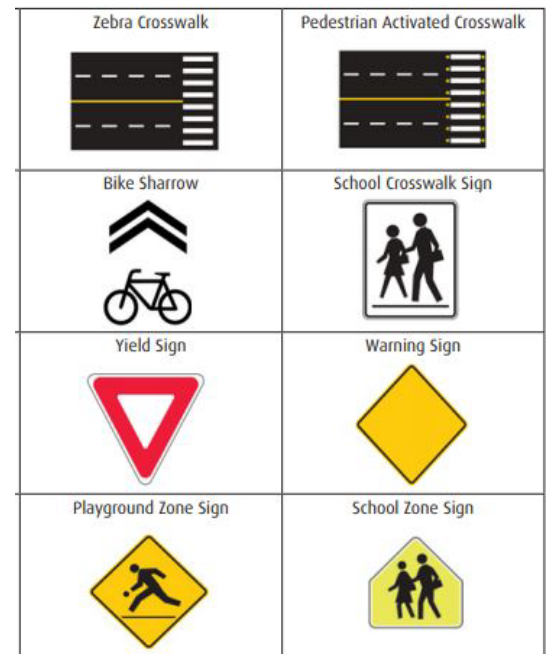 Zebra Crosswalk
Pedestrian Activated Crosswalk
Bike Sharrow
School Crosswalk Sign
Yield Sign
Warning Sign
Playground Zone Sign
School Zone Sign